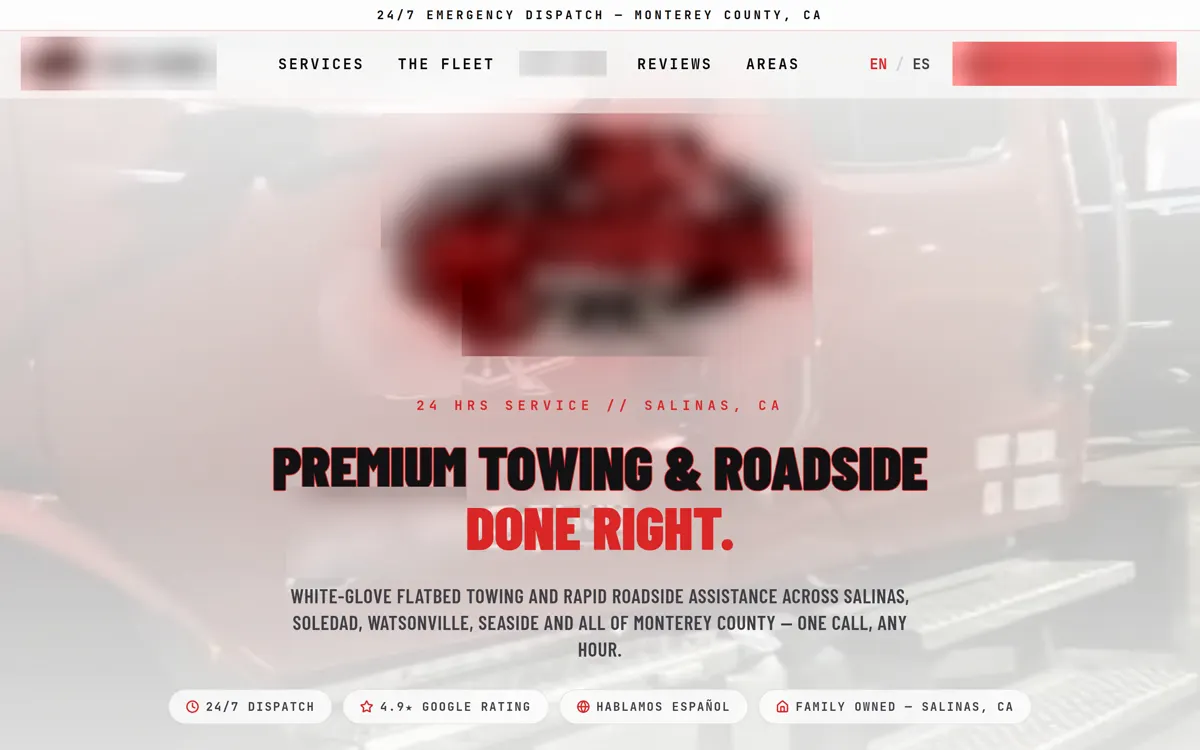 24/7 EMERGENCY DISPATCH — MONTEREY COUNTY, CA
SERVICES THE FLEET REVIEWS AREAS EN / ES
24 HRS SERVICE // SALINAS, CA
PREMIUM TOWING & ROADSIDE
DONE RIGHT.
WHITE-GLOVE FLATBED TOWING AND RAPID ROADSIDE ASSISTANCE ACROSS SALINAS,
SOLEDAD, WATSONVILLE, SEASIDE AND ALL OF MONTEREY COUNTY — ONE CALL, ANY
HOUR.
24/7 DISPATCH 4.9★ GOOGLE RATING HABLAMOS ESPAÑOL FAMILY OWNED — SALINAS, CA